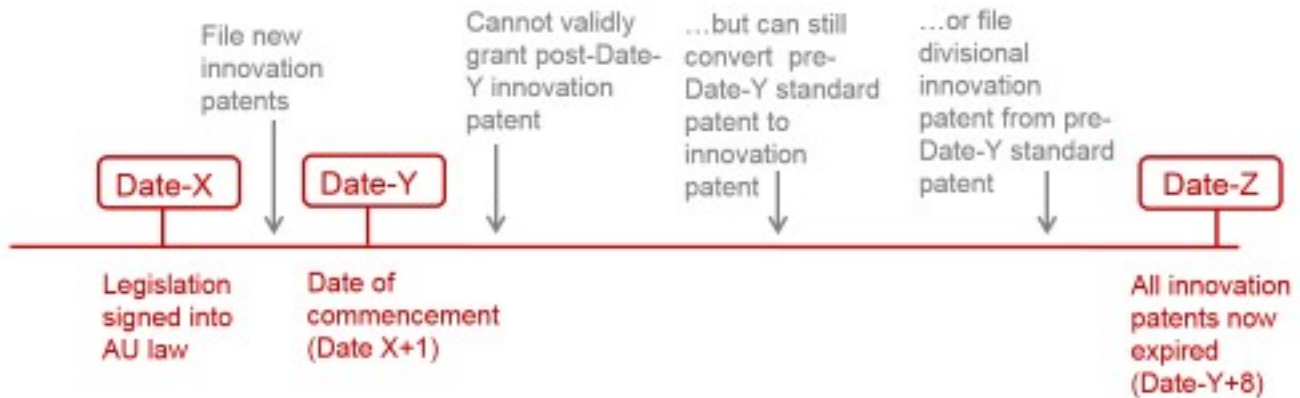 File new
innovation
patents
Cannot validly
grant post-Date-
Y innovation
patent
…but can still
convert pre-
Date-Y standard
patent to
innovation
patent
…or file
divisional
innovation
patent from pre-
Date-Y standard
patent
Date-X
Date-Y
Date-Z
Legislation
signed into
AU law
Date of
commencement
(Date X+1)
All innovation
patents now
expired
(Date-Y+8)